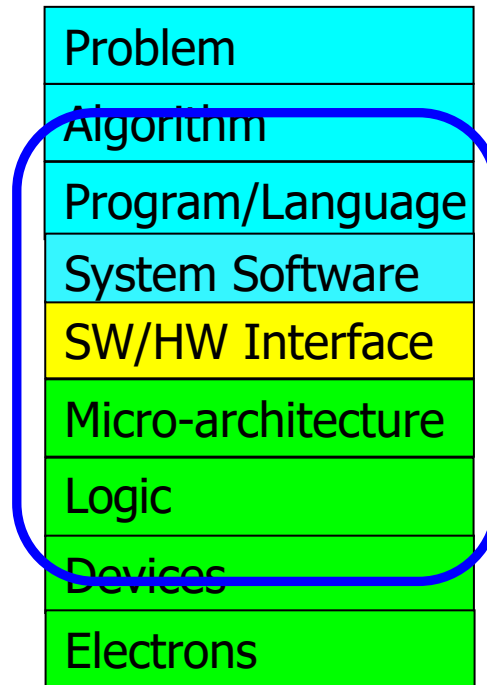 Problem
Algorithm
Program/Language
System Software
SW/HW Interface
Micro-architecture
Logic
Devices
Electrons